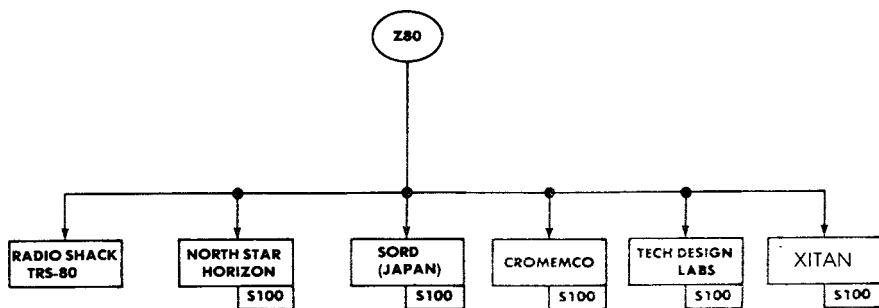 Z80
RADIO SHACK
TRS-80
NORTH STAR
HORIZON
S100
SORD
(JAPAN)
S100
CROMEMCO
S100
TECH DESIGN
LABS
S100
XITAN
S100